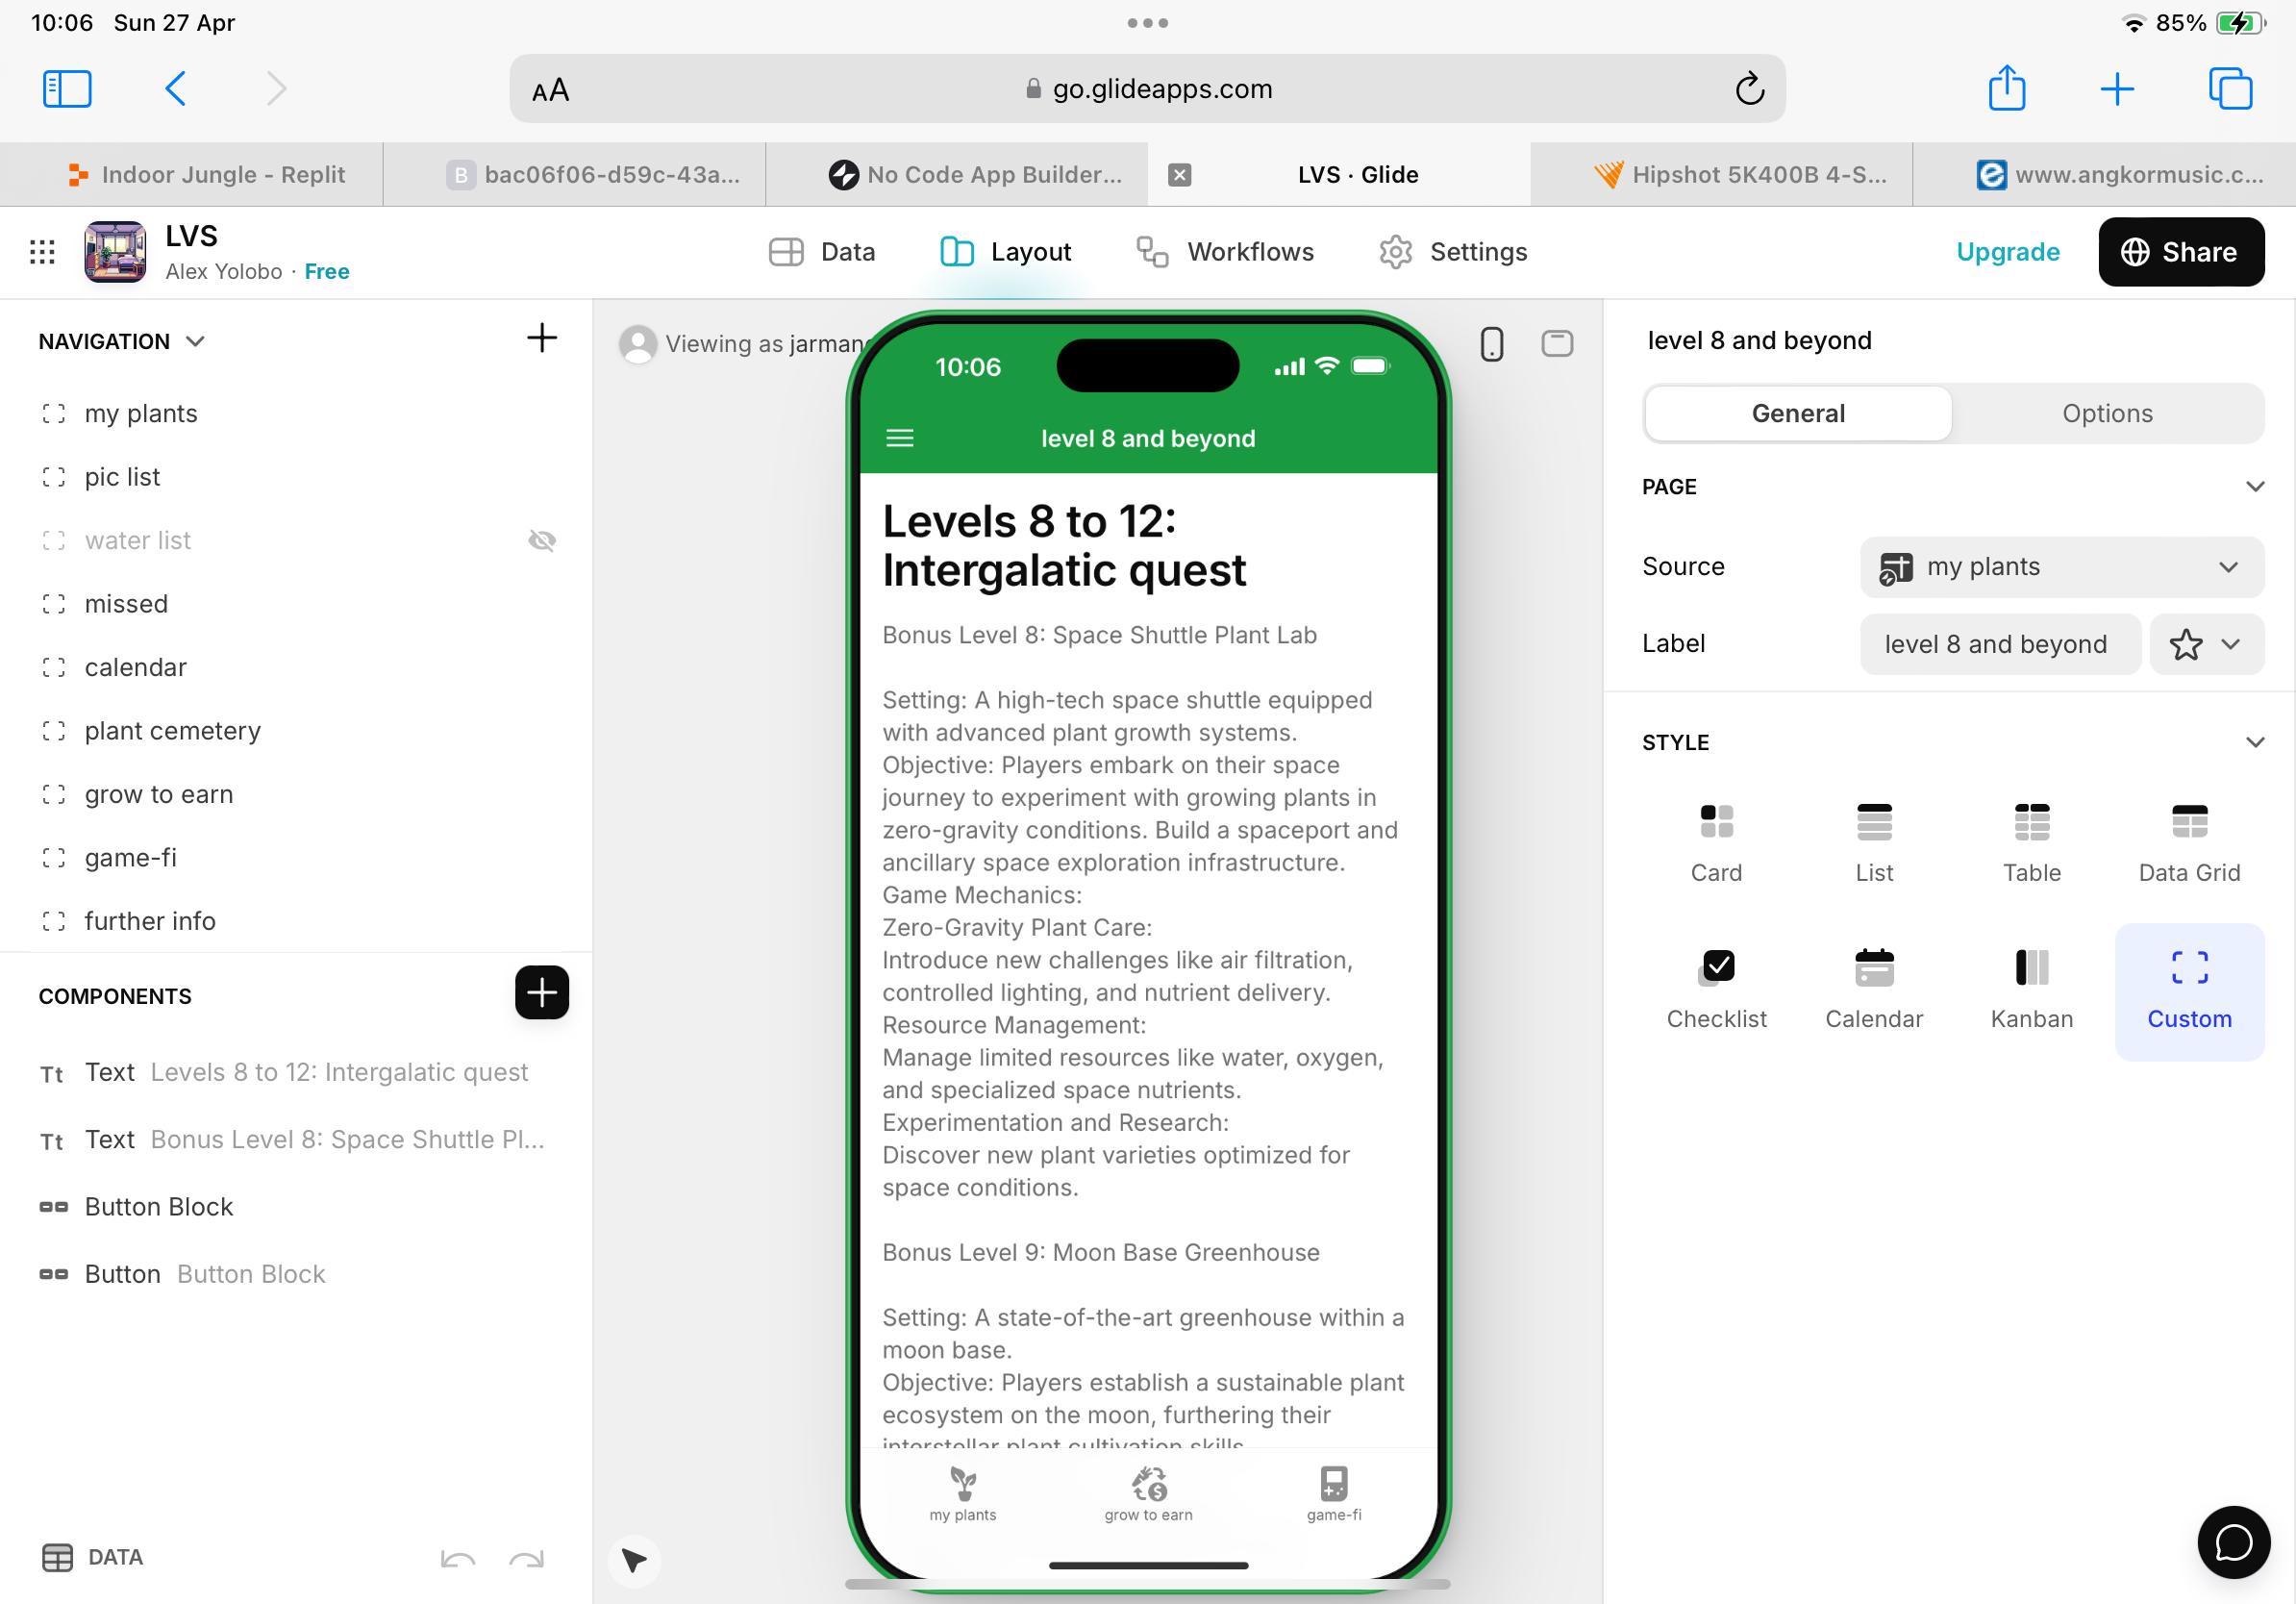 10:06 Sun 27 Apr
85%
AA
go.glideapps.com
Indoor Jungle - Replit
B bac06f06-d59c-43a...
No Code App Builder...
LVS · Glide
Hipshot 5K400B 4-S...
www.angkormusic.c...
LVS
Alex Yolobo · Free
Data
Layout
Workflows
Settings
Upgrade
Share
NAVIGATION
my plants
pic list
water list
missed
calendar
plant cemetery
grow to earn
game-fi
further info
COMPONENTS
Tt Text Levels 8 to 12: Intergalatic quest
Tt Text Bonus Level 8: Space Shuttle Pl...
Button Block
Button Button Block
DATA
Viewing as jarman
10:06
level 8 and beyond
Levels 8 to 12:
Intergalatic quest
Bonus Level 8: Space Shuttle Plant Lab
Setting: A high-tech space shuttle equipped
with advanced plant growth systems.
Objective: Players embark on their space
journey to experiment with growing plants in
zero-gravity conditions. Build a spaceport and
ancillary space exploration infrastructure.
Game Mechanics:
Zero-Gravity Plant Care:
Introduce new challenges like air filtration,
controlled lighting, and nutrient delivery.
Resource Management:
Manage limited resources like water, oxygen,
and specialized space nutrients.
Experimentation and Research:
Discover new plant varieties optimized for
space conditions.
Bonus Level 9: Moon Base Greenhouse
Setting: A state-of-the-art greenhouse within a
moon base.
Objective: Players establish a sustainable plant
ecosystem on the moon, furthering their
interstellar plant cultivation skills
my plants
grow to earn
game-fi
level 8 and beyond
General
Options
PAGE
Source
my plants
Label
level 8 and beyond
STYLE
Card
List
Table
Data Grid
Checklist
Calendar
Kanban
Custom